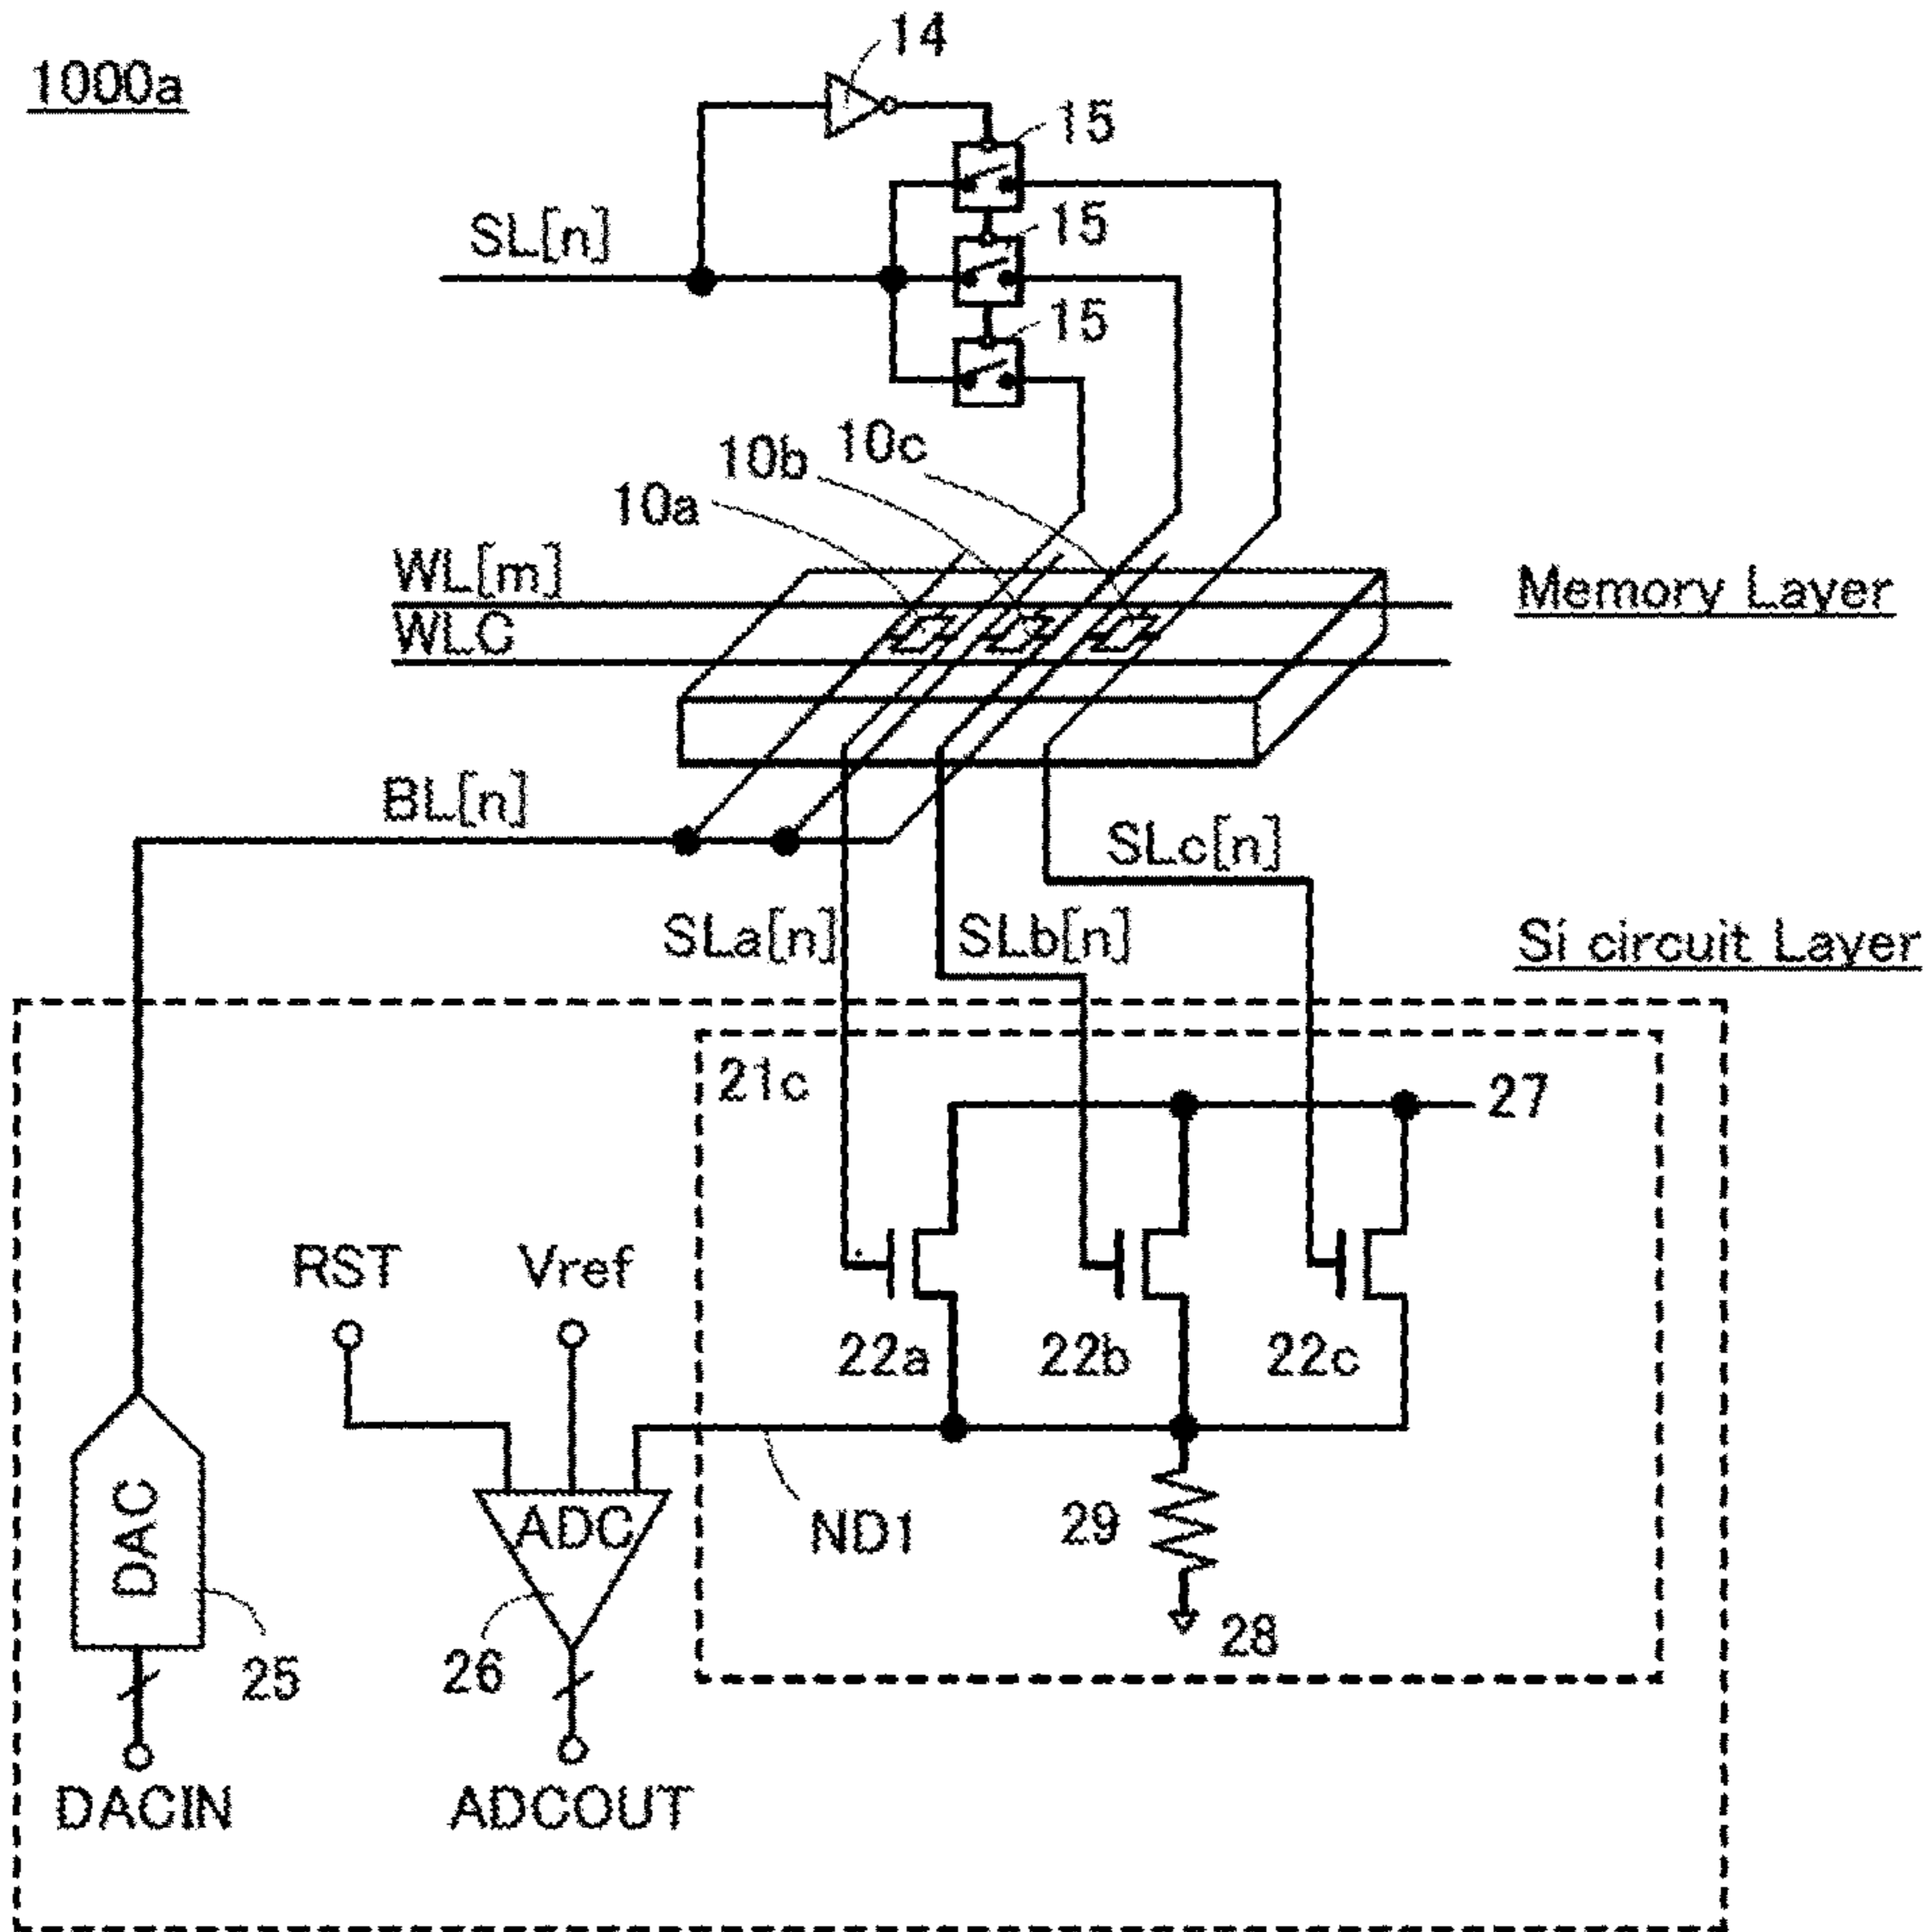 1000a
14
15
SL[n]
15
15
10c
10b
10a
WL[m]
WLC
Memory Layer
BL[n]
SLc[n]
SLa[n]
SLb[n]
Si circuit Layer
21c
27
RST
Vref
22a
22b
22c
DAC
ADC
ND1
29
28
25
26
DACIN
ADCOUT